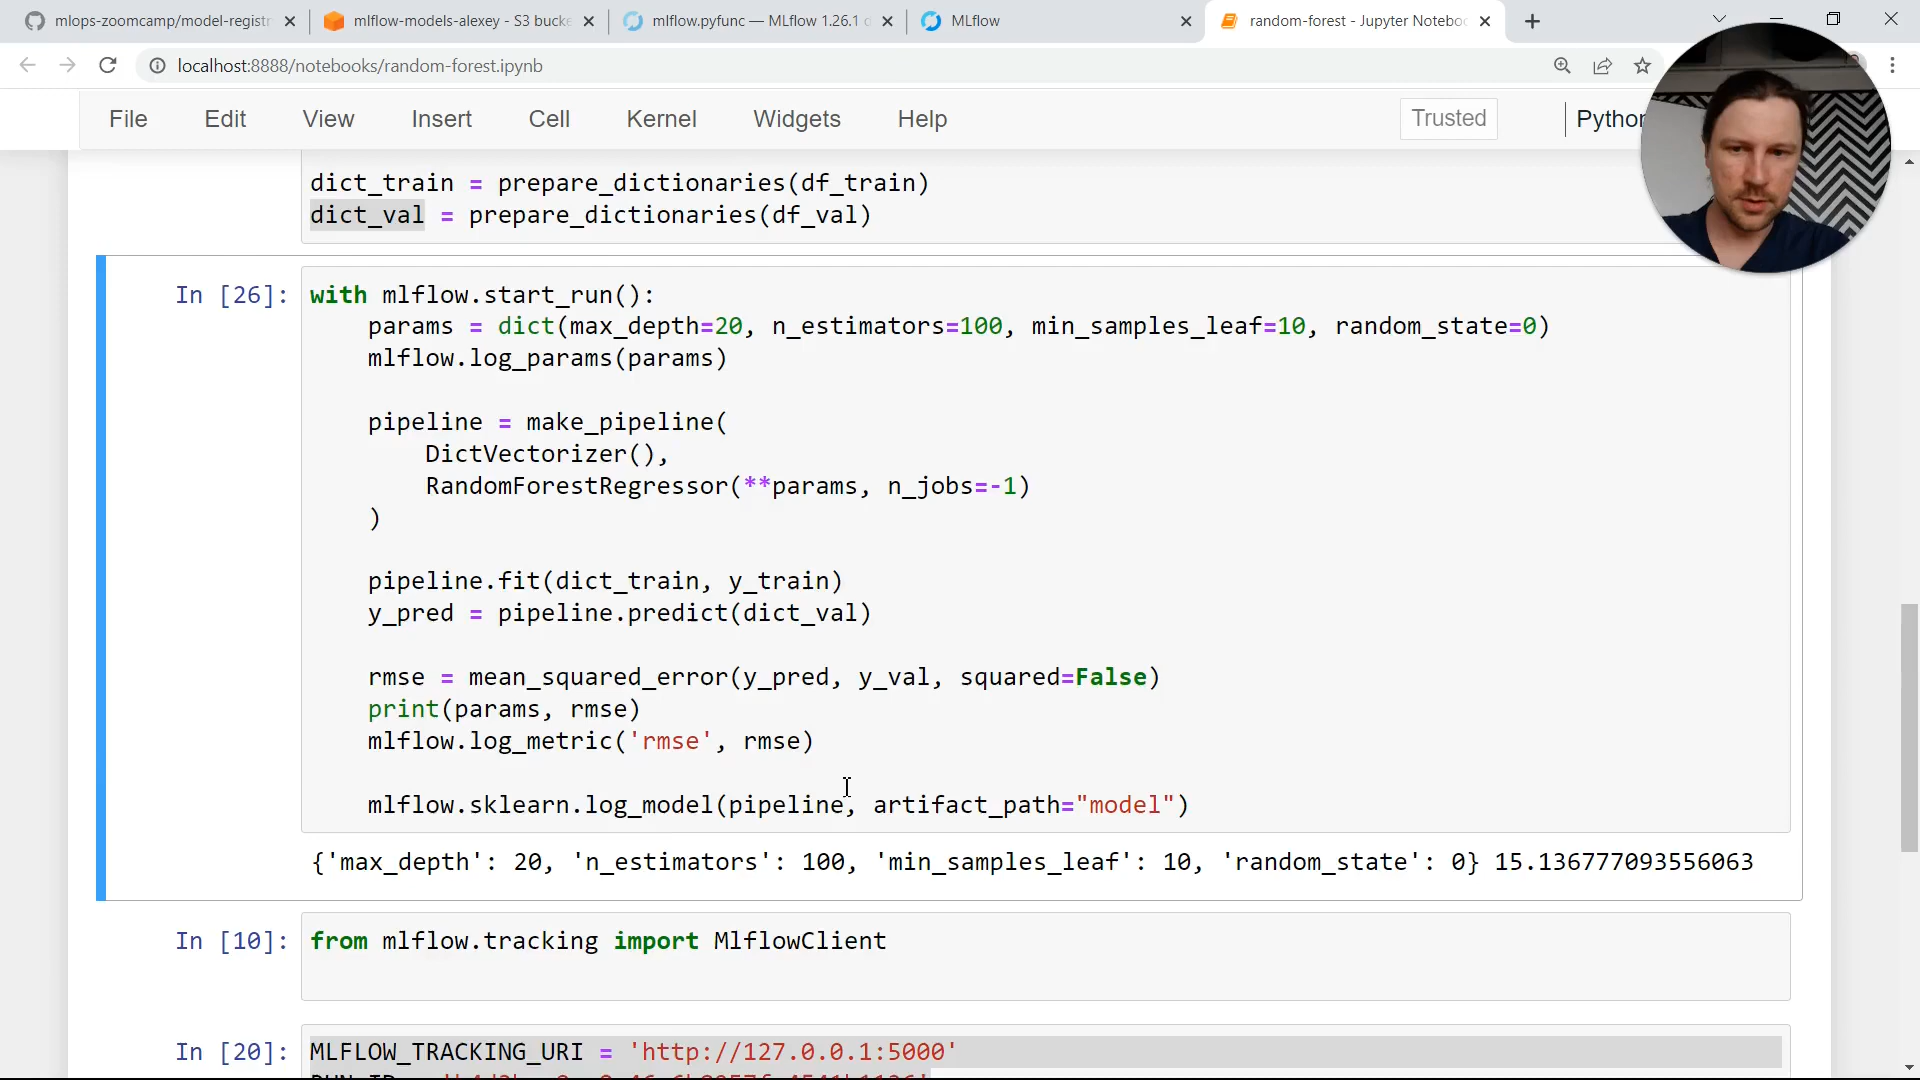 mlops-zoomcamp/model-registr
mlflow-models-alexey - S3 bucke
mlflow.pyfunc — MLflow 1.26.1 d
MLflow
random-forest - Jupyter Noteboo
localhost:8888/notebooks/random-forest.ipynb
File Edit View Insert Cell Kernel Widgets Help Trusted Python
dict_train = prepare_dictionaries(df_train)
dict_val = prepare_dictionaries(df_val)
In [26]: with mlflow.start_run():
params = dict(max_depth=20, n_estimators=100, min_samples_leaf=10, random_state=0)
mlflow.log_params(params)
pipeline = make_pipeline(
DictVectorizer(),
RandomForestRegressor(**params, n_jobs=-1)
)
pipeline.fit(dict_train, y_train)
y_pred = pipeline.predict(dict_val)
rmse = mean_squared_error(y_pred, y_val, squared=False)
print(params, rmse)
mlflow.log_metric('rmse', rmse)
mlflow.sklearn.log_model(pipeline, artifact_path="model")
{'max_depth': 20, 'n_estimators': 100, 'min_samples_leaf': 10, 'random_state': 0} 15.136777093556063
In [10]: from mlflow.tracking import MlflowClient
In [20]: MLFLOW_TRACKING_URI = 'http://127.0.0.1:5000'